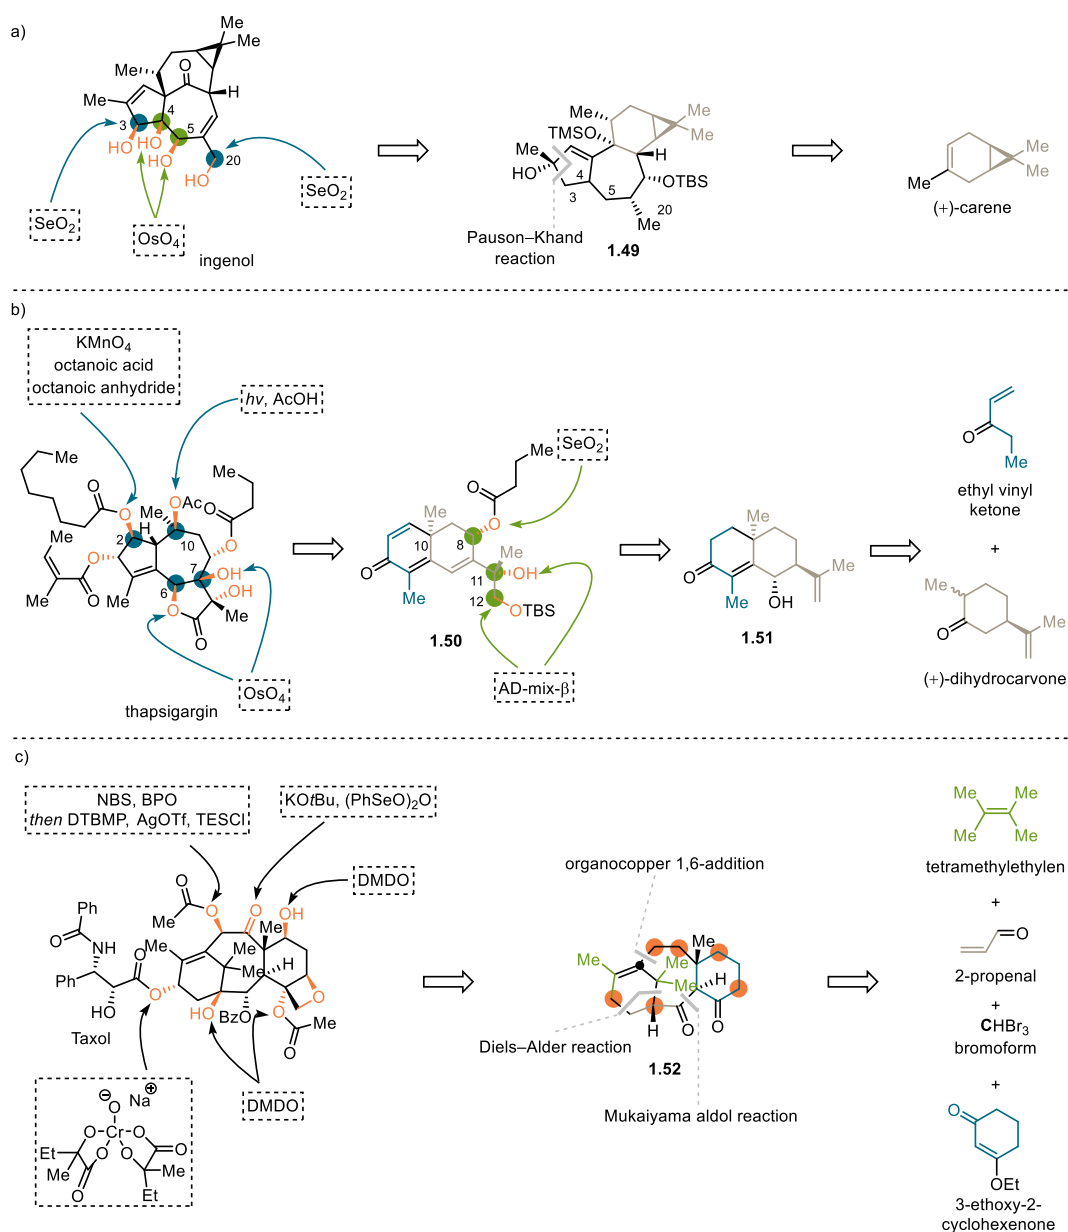 a)
Me
Me
Me
O
H
Me
4
3
5
HO
HO
HO
20
HO
SeO2
OsO4
SeO2
ingenol
Me
TMSO
Me
Me
Me
H
HO
4
3
5
OTBS
Me
20
Pauson–Khand
reaction
1.49
Me
Me
Me
(+)-carene
b)
KMnO4
octanoic acid
octanoic anhydride
hv, AcOH
Me
O
O
Me
Me
O
Me
OAc
O
O
H
2
10
O
O
7
OH
OH
6
Me
Me
O
O
Me
OsO4
thapsigargin
Me
SeO2
O
O
Me
10
8
Me
O
Me
11
OH
12
OTBS
1.50
AD-mix-β
Me
O
Me
OH
Me
1.51
O
Me
ethyl vinyl
ketone
+
Me
O
Me
(+)-dihydrocarvone
c)
NBS, BPO
then DTBMP, AgOTf, TESCl
KOtBu, (PhSeO)2O
DMDO
O
Me
O
O
OH
Ph
O
NH
Me
Me
Me
Me
H
Ph
O
O
HO
HO
BzO
O
O
Me
O
Taxol
DMDO
Na
⊕
⊖
O
O
Cr
O
O
O
O
O
Et
Me
Me
Et
organocopper 1,6-addition
Me
Me
Me
Me
H
H
O
O
Diels–Alder reaction
1.52
Mukaiyama aldol reaction
Me
Me
Me
Me
tetramethylethylen
+
O
2-propenal
+
CHBr3
bromoform
+
O
OEt
3-ethoxy-2-
cyclohexenone